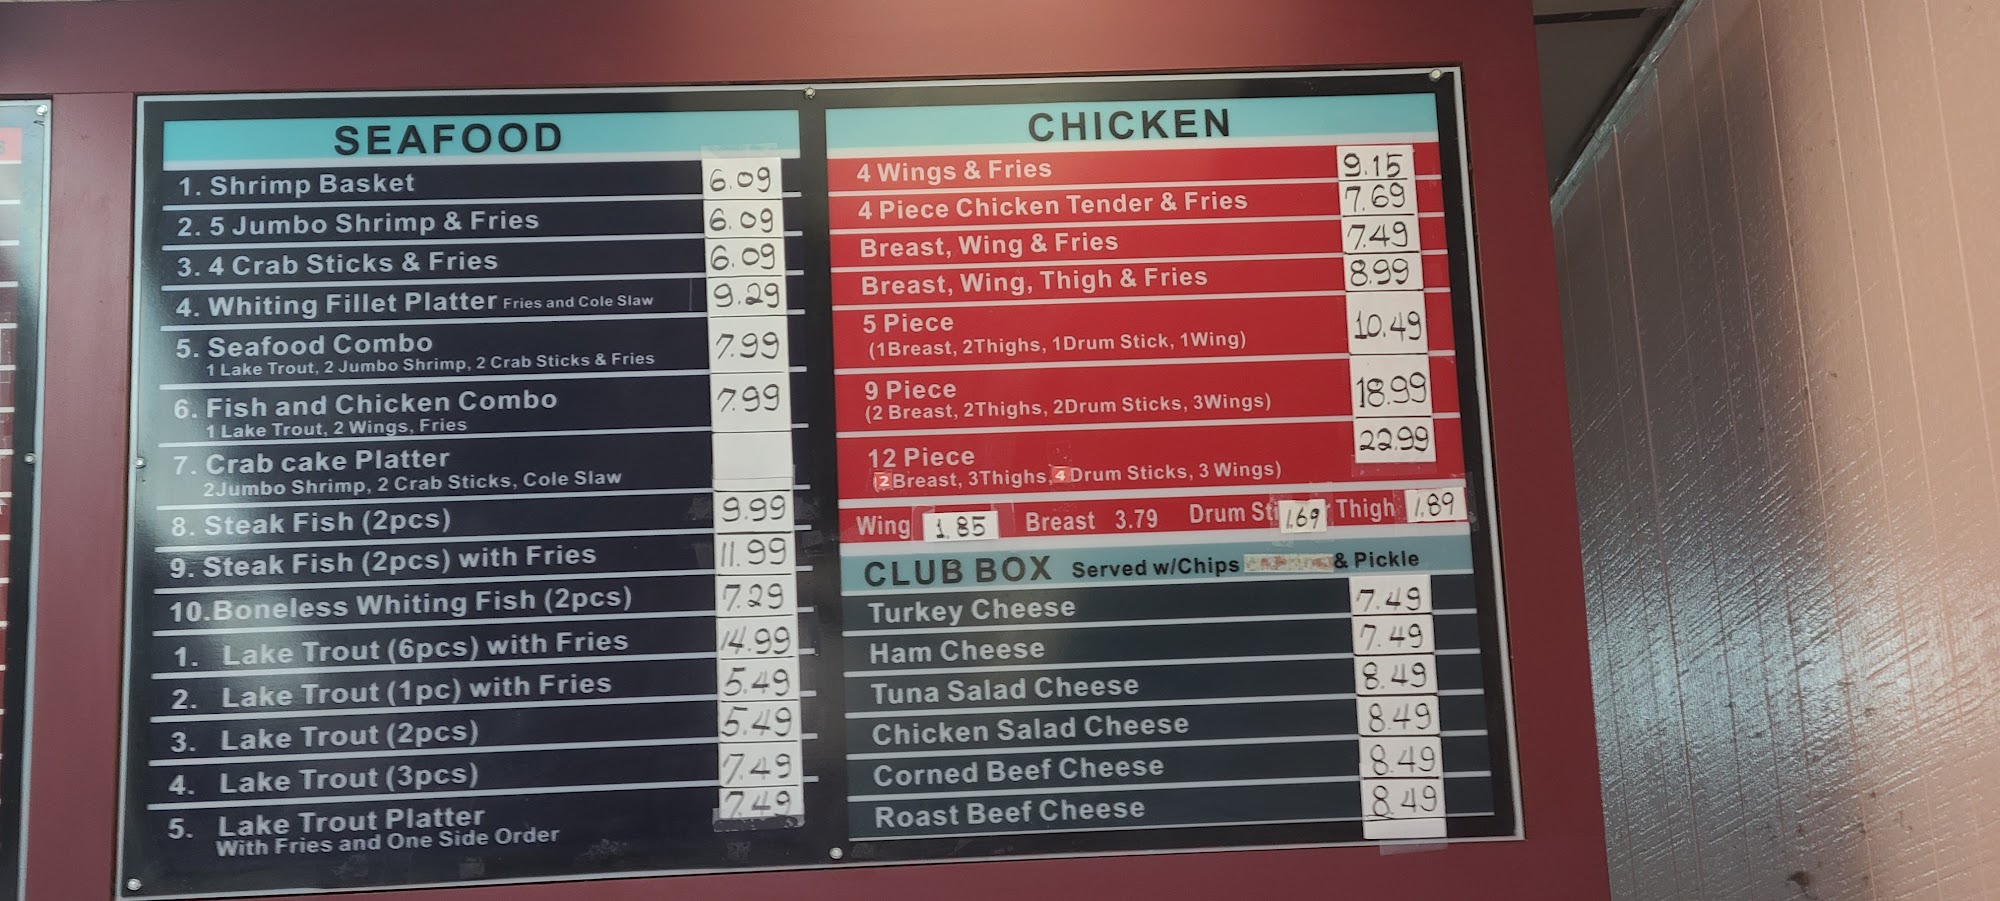 SEAFOOD
1. Shrimp Basket 6.09
2. 5 Jumbo Shrimp & Fries 6.09
3. 4 Crab Sticks & Fries 6.09
4. Whiting Fillet Platter Fries and Cole Slaw 9.29
5. Seafood Combo 7.99
1 Lake Trout, 2 Jumbo Shrimp, 2 Crab Sticks & Fries
6. Fish and Chicken Combo 7.99
1 Lake Trout, 2 Wings, Fries
7. Crab cake Platter
2Jumbo Shrimp, 2 Crab Sticks, Cole Slaw
8. Steak Fish (2pcs) 9.99
9. Steak Fish (2pcs) with Fries 11.99
10.Boneless Whiting Fish (2pcs) 7.29
1. Lake Trout (6pcs) with Fries 14.99
2. Lake Trout (1pc) with Fries 5.49
3. Lake Trout (2pcs) 5.49
4. Lake Trout (3pcs) 7.49
5. Lake Trout Platter 7.49
With Fries and One Side Order
CHICKEN
4 Wings & Fries 9.15
4 Piece Chicken Tender & Fries 7.69
Breast, Wing & Fries 7.49
Breast, Wing, Thigh & Fries 8.99
5 Piece 10.49
(1Breast, 2Thighs, 1Drum Stick, 1Wing)
9 Piece 18.99
(2 Breast, 2Thighs, 2Drum Sticks, 3Wings)
12 Piece 22.99
(2Breast, 3Thighs, 4 Drum Sticks, 3 Wings)
Wing 1.85 Breast 3.79 Drum Sti 1.69 Thigh 1.89
CLUB BOX Served w/Chips & Pickle
Turkey Cheese 7.49
Ham Cheese 7.49
Tuna Salad Cheese 8.49
Chicken Salad Cheese 8.49
Corned Beef Cheese 8.49
Roast Beef Cheese 8.49